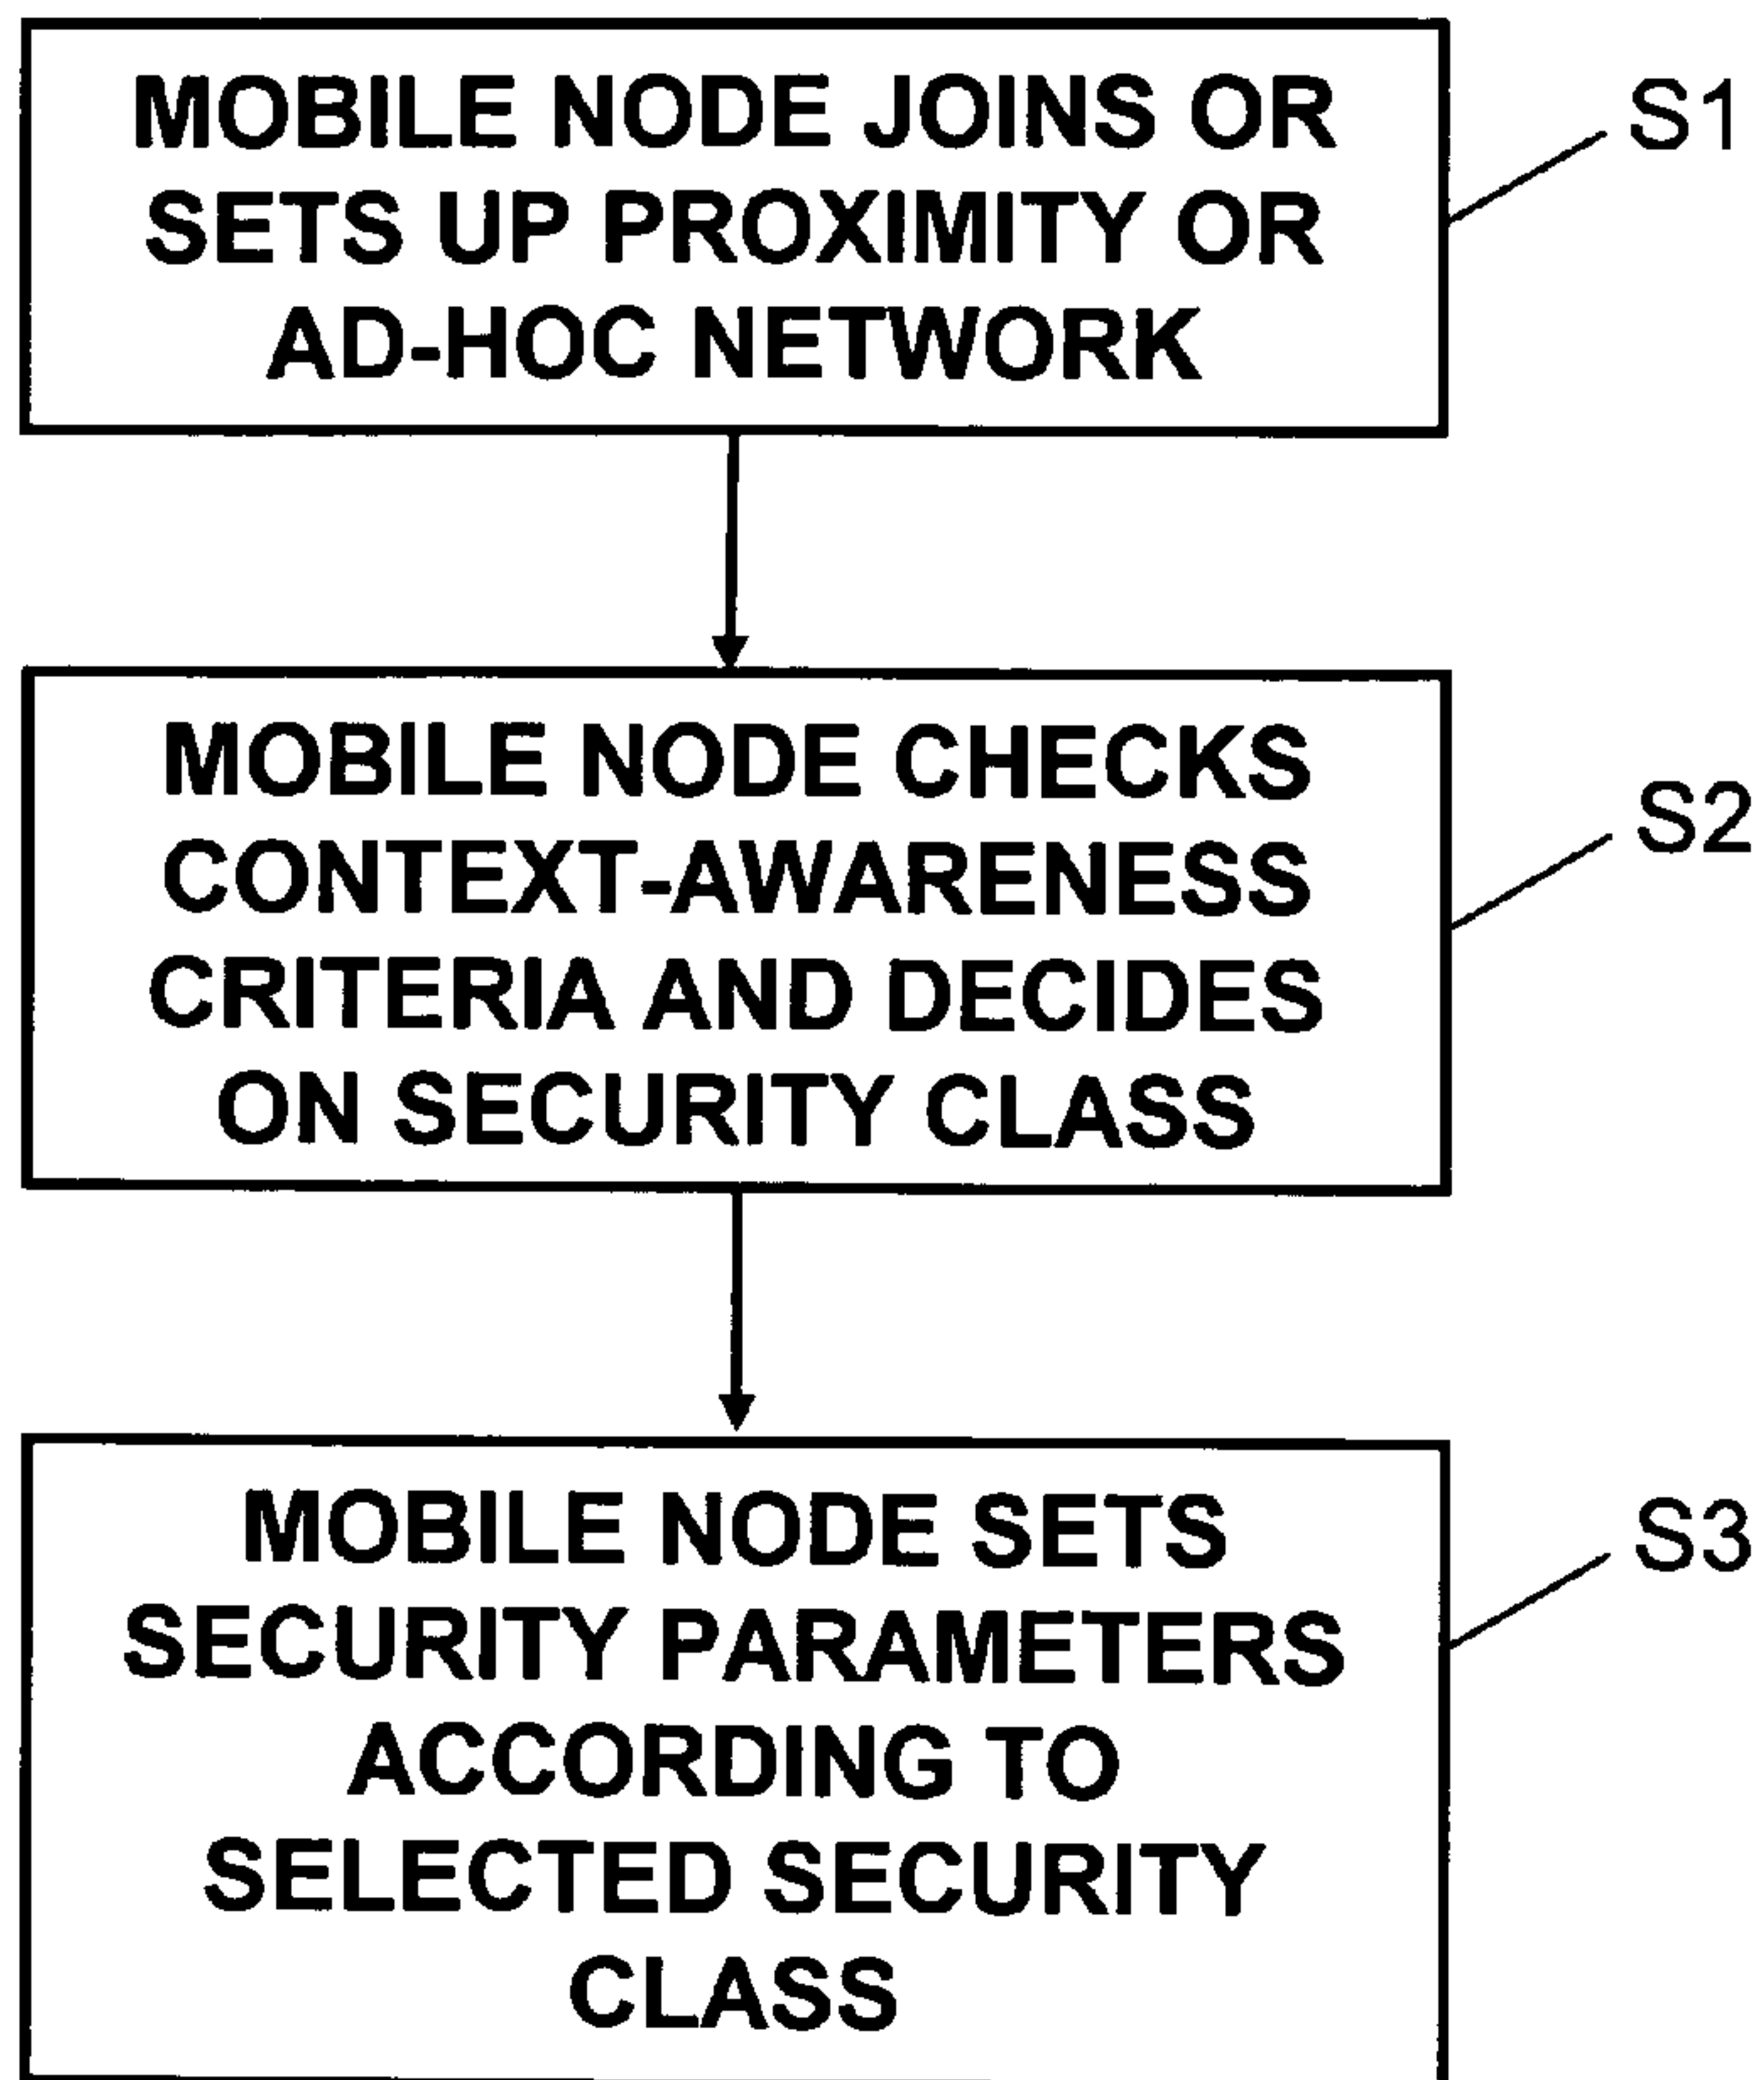 MOBILE NODE JOINS OR
SETS UP PROXIMITY OR
AD-HOC NETWORK
S1
MOBILE NODE CHECKS
CONTEXT-AWARENESS
CRITERIA AND DECIDES
ON SECURITY CLASS
S2
MOBILE NODE SETS
SECURITY PARAMETERS
ACCORDING TO
SELECTED SECURITY
CLASS
S3